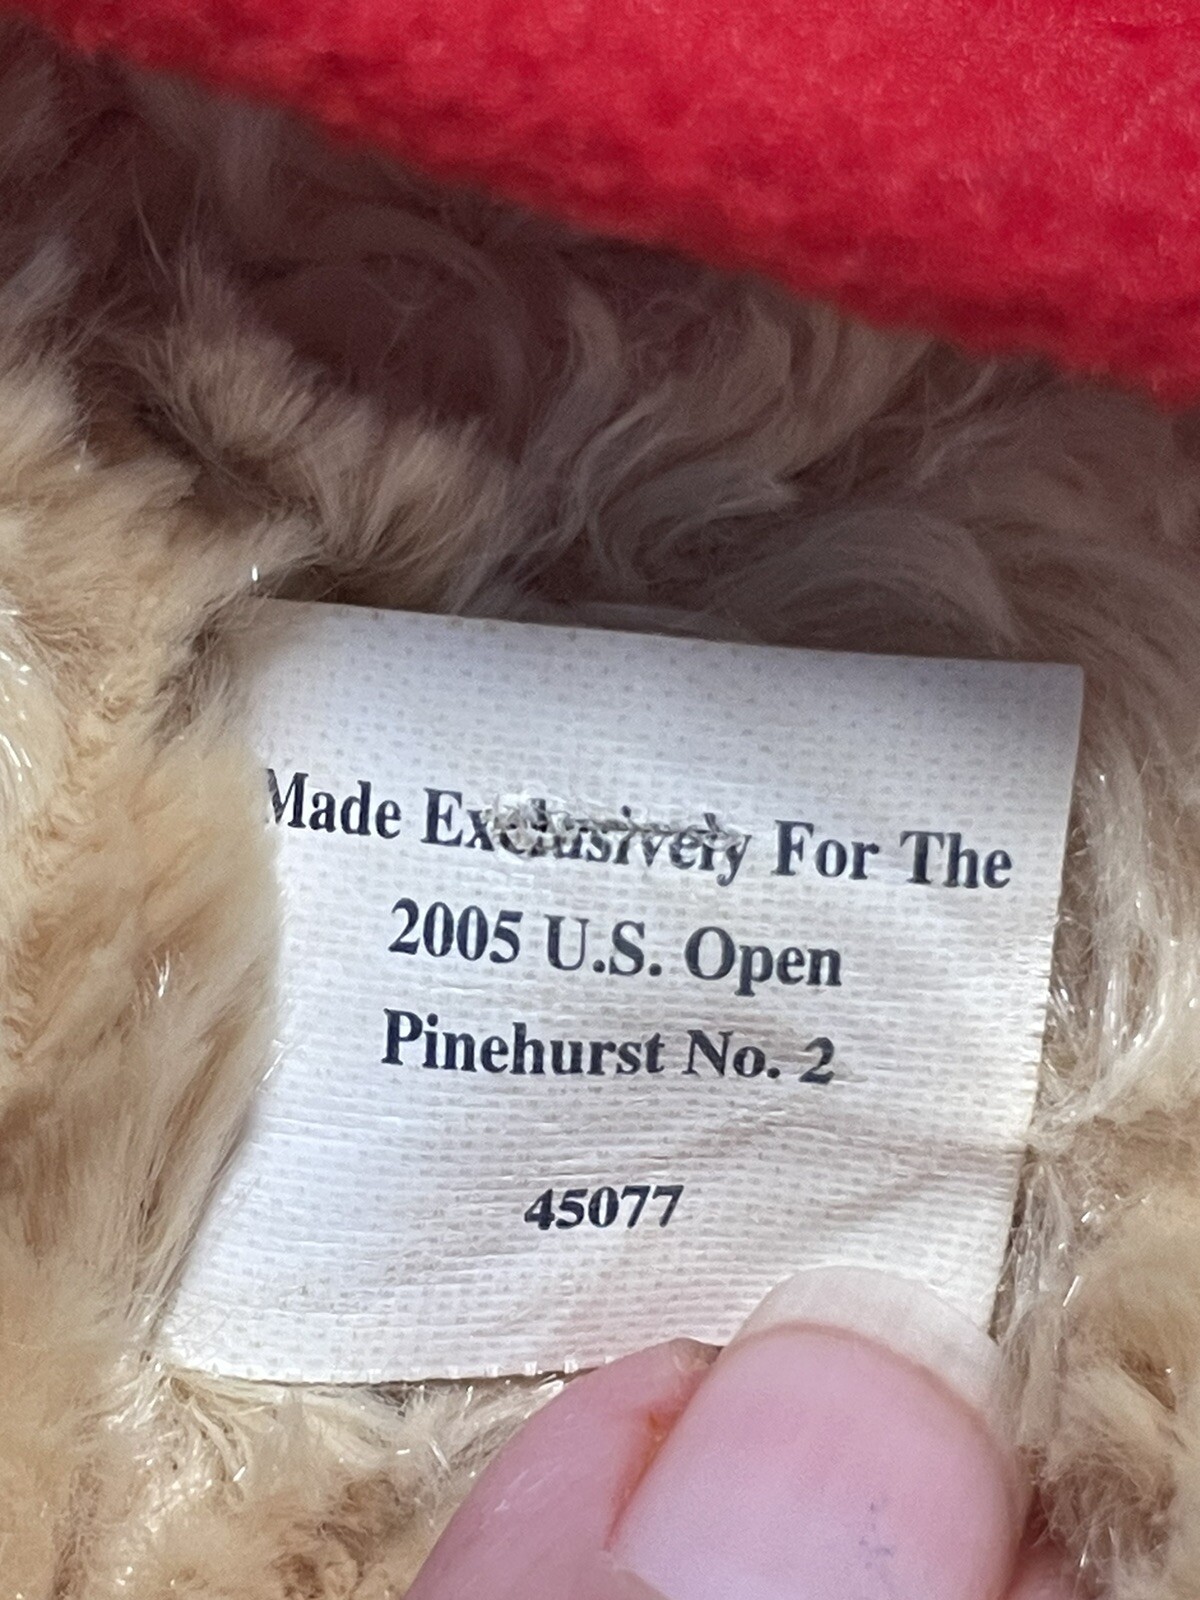 Made Exclusively For The
2005 U.S. Open
Pinehurst No. 2
45077